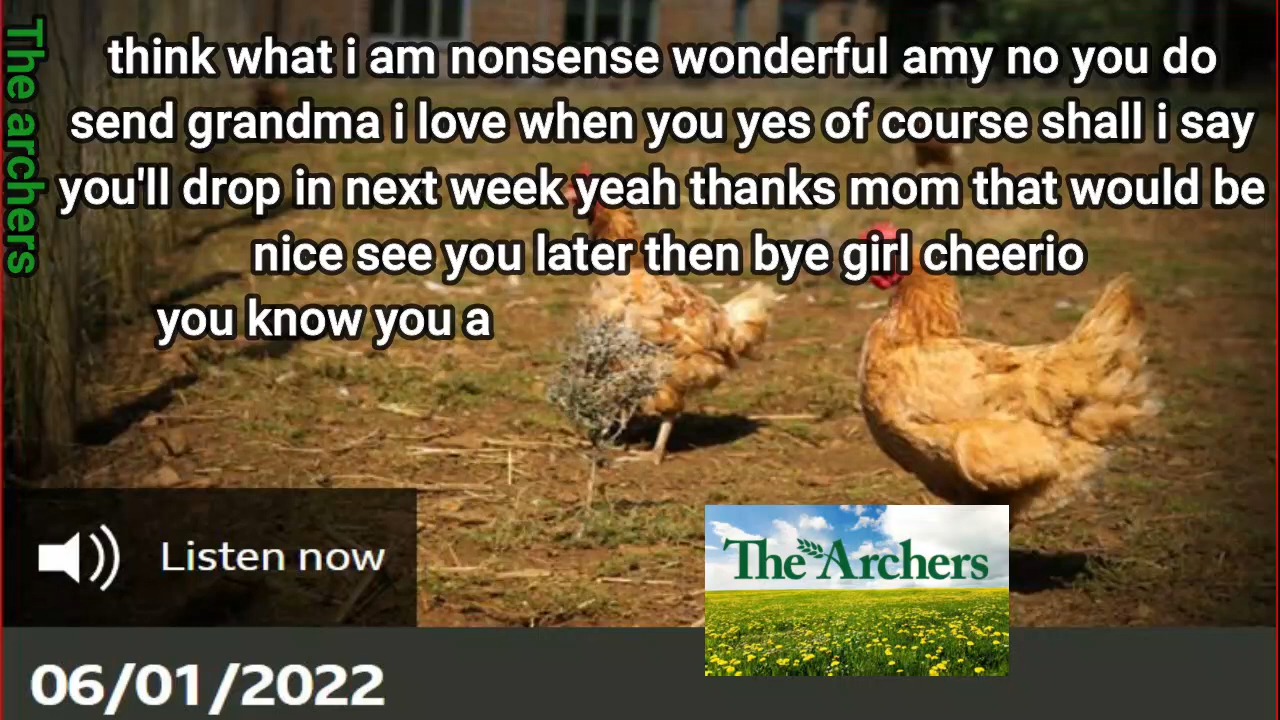 The archers
think what i am nonsense wonderful amy no you do
send grandma i love when you yes of course shall i say
you'll drop in next week yeah thanks mom that would be
nice see you later then bye girl cheerio
you know you a
Listen now
The Archers
06/01/2022